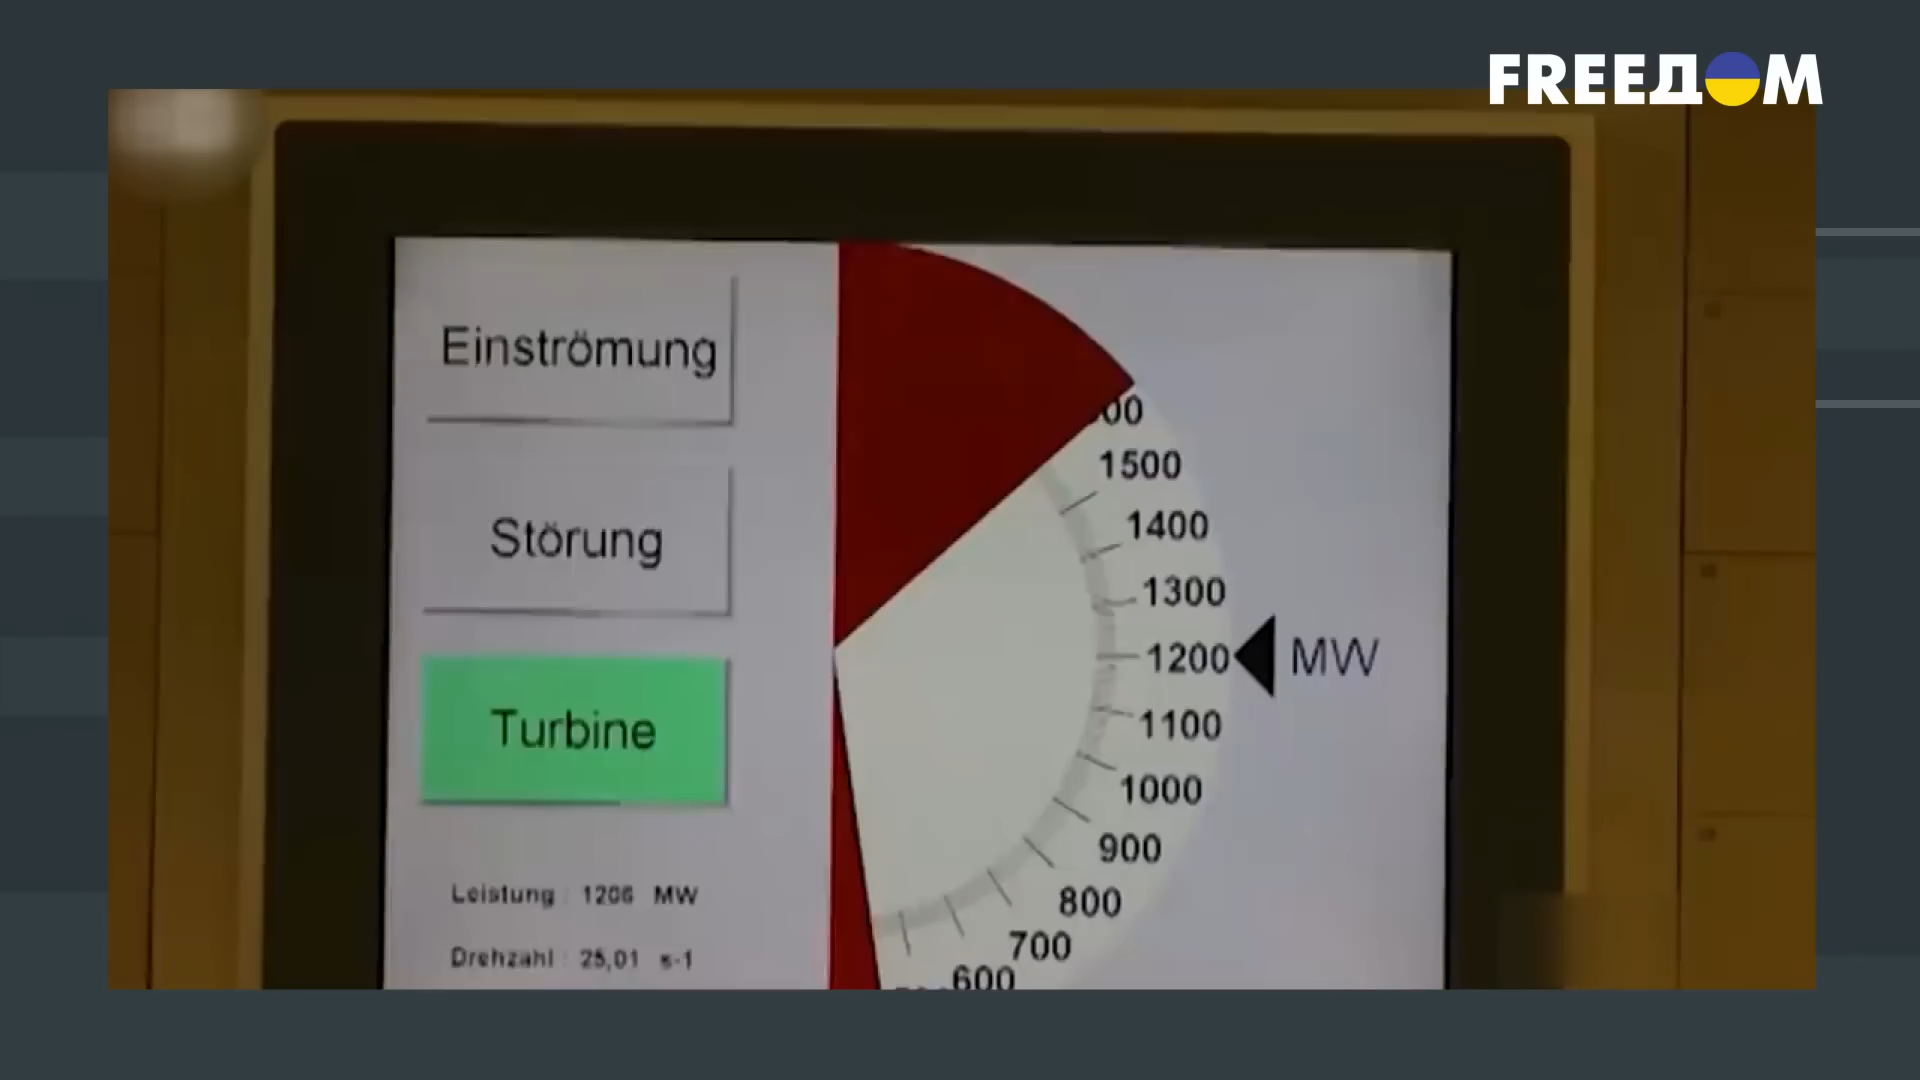 FREEДOM
Einströmung
Störung
Turbine
Leistung : 1206 MW
Drehzahl : 25,01 s-1
00
1500
1400
1300
1200
MW
1100
1000
900
800
700
600